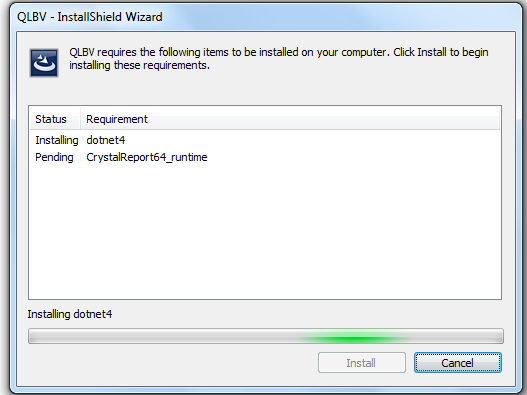 QLBV - InstallShield Wizard
QLBV requires the following items to be installed on your computer. Click Install to begin
installing these requirements.
Status Requirement
Installing dotnet4
Pending CrystalReport64_runtime
Installing dotnet4
Install Cancel